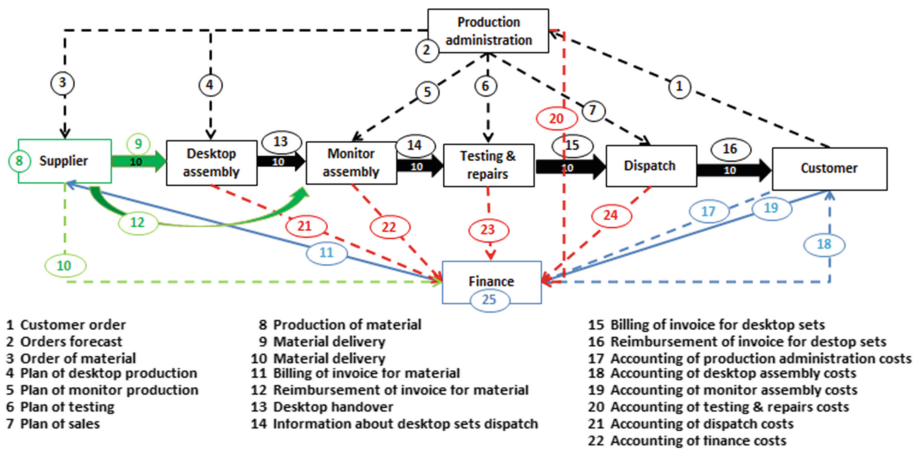 Production
administration
2
3
4
5
6
7
20
1
8
Supplier
9
10
Desktop
assembly
13
10
Monitor
assembly
14
10
Testing &
repairs
15
10
Dispatch
16
10
Customer
12
21
22
23
24
17
19
11
18
10
Finance
25
1 Customer order
2 Orders forecast
3 Order of material
4 Plan of desktop production
5 Plan of monitor production
6 Plan of testing
7 Plan of sales
8 Production of material
9 Material delivery
10 Material delivery
11 Billing of invoice for material
12 Reimbursement of invoice for material
13 Desktop handover
14 Information about desktop sets dispatch
15 Billing of invoice for desktop sets
16 Reimbursement of invoice for destop sets
17 Accounting of production administration costs
18 Accounting of desktop assembly costs
19 Accounting of monitor assembly costs
20 Accounting of testing & repairs costs
21 Accounting of dispatch costs
22 Accounting of finance costs